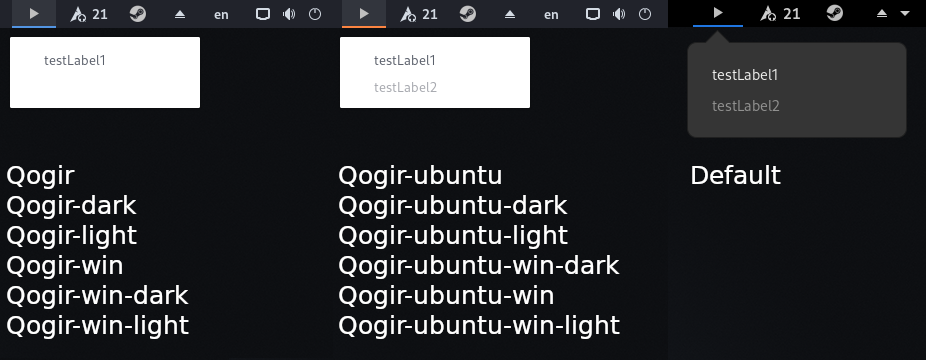 21 en
testLabel1
Qogir
Qogir-dark
Qogir-light
Qogir-win
Qogir-win-dark
Qogir-win-light
21 en
testLabel1
testLabel2
Qogir-ubuntu
Qogir-ubuntu-dark
Qogir-ubuntu-light
Qogir-ubuntu-win-dark
Qogir-ubuntu-win
Qogir-ubuntu-win-light
21
testLabel1
testLabel2
Default